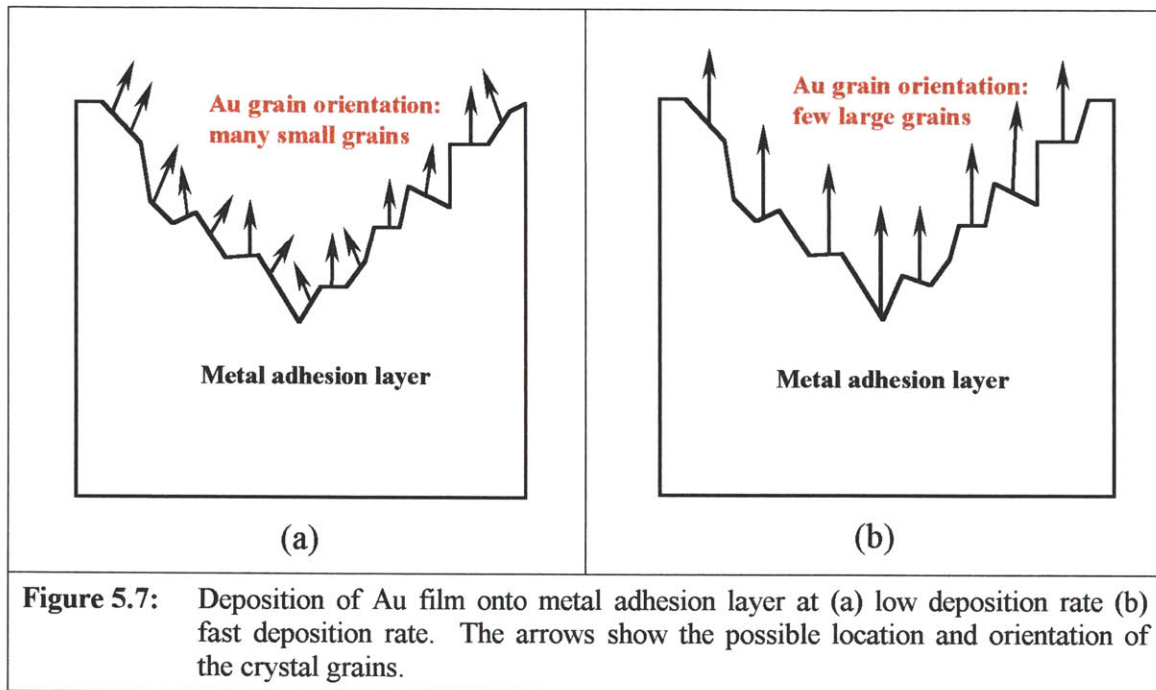 Au grain orientation:
many small grains
Metal adhesion layer
(a)
Au grain orientation:
few large grains
Metal adhesion layer
(b)
Figure 5.7: Deposition of Au film onto metal adhesion layer at (a) low deposition rate (b)
fast deposition rate. The arrows show the possible location and orientation of
the crystal grains.